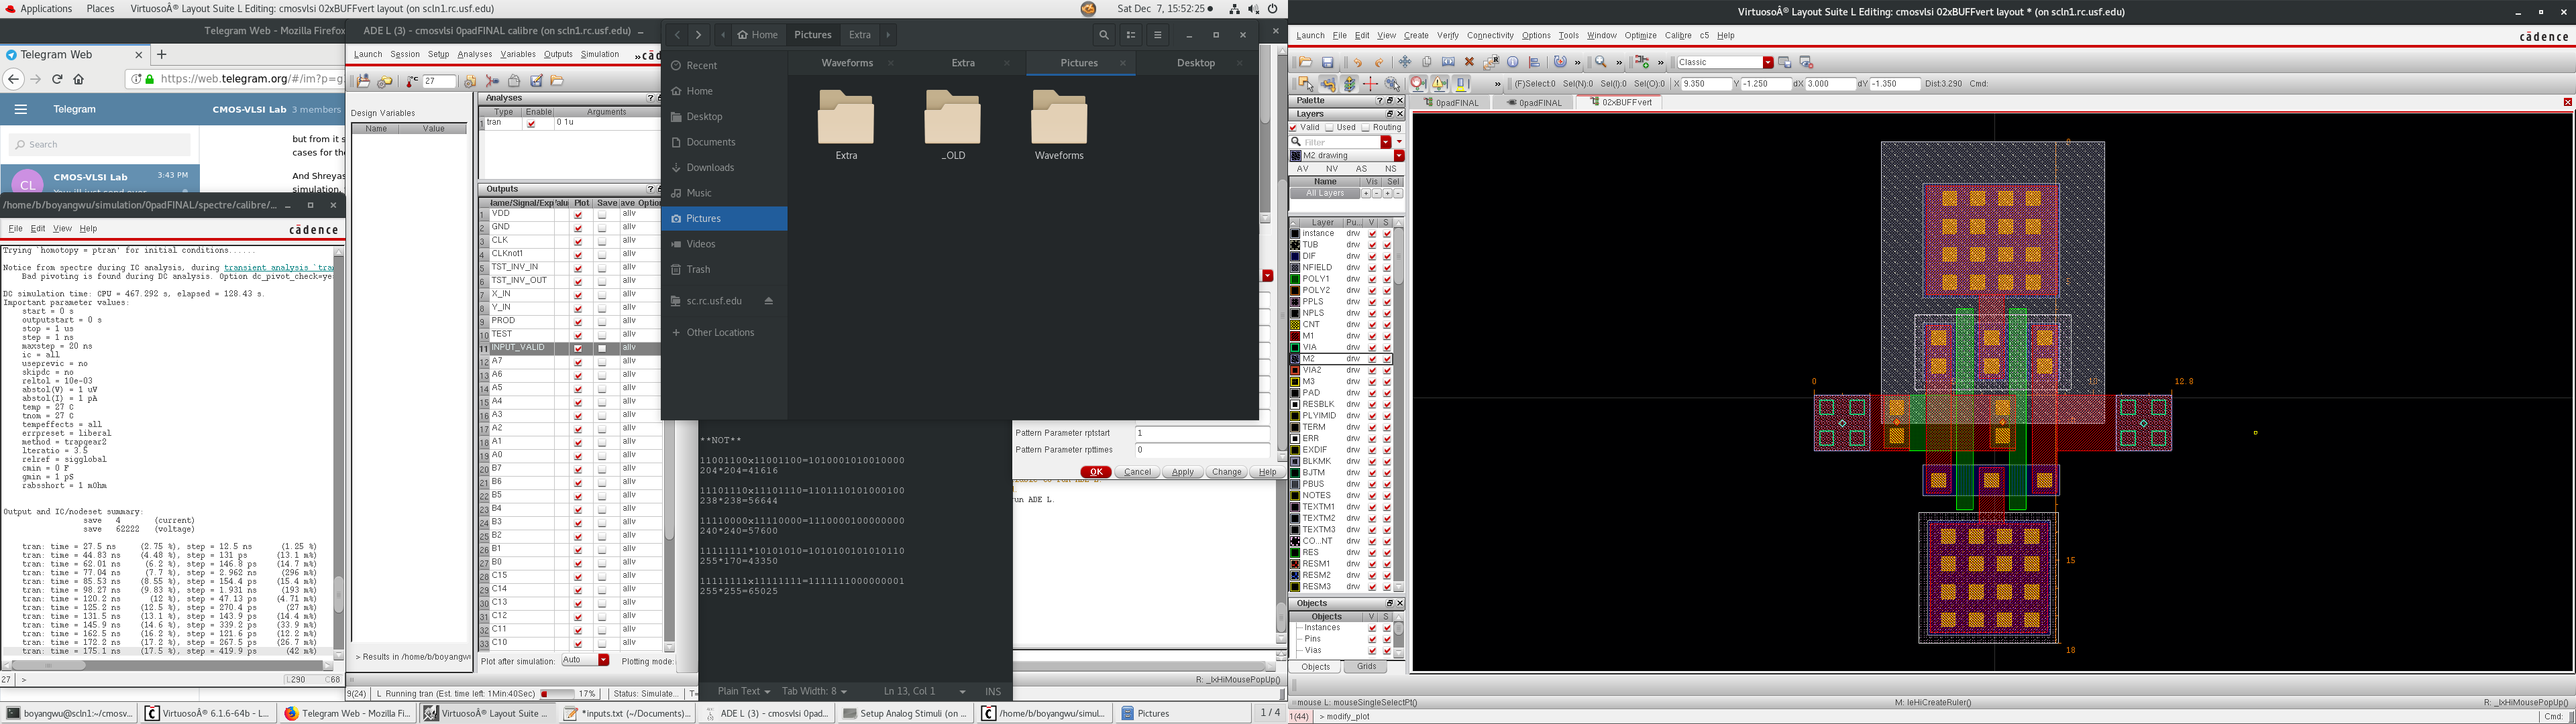 Applications Places VirtuosoÂ® Layout Suite L Editing: cmosvlsi 02xBUFFvert layout (on scln1.rc.usf.edu)
Sat Dec 7, 15:52:25
Telegram Web - Mozilla Firefox
Telegram Web
https://web.telegram.org/#/im?p=g
Telegram
CMOS-VLSI Lab 3 members
Search
CMOS-VLSI Lab 3:43 PM
CL
but from it s
cases for the
And Shreyas
simulation,
/home/b/boyangwu/simulation/0padFINAL/spectre/calibre/...
File Edit View Help
cādence
Trying `homotopy = ptran' for initial conditions......
Notice from spectre during IC analysis, during transient analysis `tran
Bad pivoting is found during DC analysis. Option dc_pivot_check=yes
DC simulation time: CPU = 467.292 s, elapsed = 128.43 s.
Important parameter values:
start = 0 s
outputstart = 0 s
stop = 1 us
step = 1 ns
maxstep = 20 ns
ic = all
useprevic = no
skipdc = no
reltol = 10e-03
abstol(V) = 1 uV
abstol(I) = 1 pA
temp = 27 C
tnom = 27 C
tempeffects = all
errpreset = liberal
method = trapgear2
lteratio = 3.5
relref = sigglobal
cmin = 0 F
gmin = 1 pS
rabsshort = 1 mOhm
Output and IC/nodeset summary:
save 4 (current)
save 62222 (voltage)
tran: time = 27.5 ns (2.75 %), step = 12.5 ns (1.25 %)
tran: time = 44.83 ns (4.48 %), step = 131 ps (13.1 m%)
tran: time = 62.01 ns (6.2 %), step = 146.8 ps (14.7 m%)
tran: time = 77.04 ns (7.7 %), step = 2.962 ns (296 m%)
tran: time = 85.53 ns (8.55 %), step = 154.4 ps (15.4 m%)
tran: time = 98.27 ns (9.83 %), step = 1.931 ns (193 m%)
tran: time = 120.2 ns (12 %), step = 47.13 ps (4.71 m%)
tran: time = 125.2 ns (12.5 %), step = 270.4 ps (27 m%)
tran: time = 131.5 ns (13.1 %), step = 143.9 ps (14.4 m%)
tran: time = 145.9 ns (14.6 %), step = 339.2 ps (33.9 m%)
tran: time = 162.5 ns (16.2 %), step = 121.6 ps (12.2 m%)
tran: time = 172.2 ns (17.2 %), step = 267.5 ps (26.7 m%)
tran: time = 175.1 ns (17.5 %), step = 419.9 ps (42 m%)
27 >
L290 C68
ADE L (3) - cmosvlsi 0padFINAL calibre (on scln1.rc.usf.edu)
Launch Session Setup Analyses Variables Outputs Simulation » cād
27
Design Variables
Name Value
> Results in /home/b/boyangwu
Analyses
Type Enable Arguments
1 tran 0 1u
Outputs
Name/Signal/Expr Value Plot Save Save Option
1 VDD allv
2 GND allv
3 CLK allv
4 CLKnot1 allv
5 TST_INV_IN allv
6 TST_INV_OUT allv
7 X_IN allv
8 Y_IN allv
9 PROD allv
10 TEST allv
11 INPUT_VALID allv
12 A7 allv
13 A6 allv
14 A5 allv
15 A4 allv
16 A3 allv
17 A2 allv
18 A1 allv
19 A0 allv
20 B7 allv
21 B6 allv
22 B5 allv
23 B4 allv
24 B3 allv
25 B2 allv
26 B1 allv
27 B0 allv
28 C15 allv
29 C14 allv
30 C13 allv
31 C12 allv
32 C11 allv
33 C10 allv
Plot after simulation: Auto Plotting mode:
9(24) L Running tran (Est. time left: 1Min:40Sec) 17% Status: Simulate... T=
Home Pictures Extra
Recent
Home
Desktop
Documents
Downloads
Music
Pictures
Videos
Trash
sc.rc.usf.edu
Other Locations
Waveforms Extra Pictures Desktop
Extra _OLD Waveforms
**NOT**
11001100x11001100=1010001010010000
204*204=41616
11101110x11101110=1101110101000100
238*238=56644
11110000x11110000=1110000100000000
240*240=57600
11111111*10101010=1010100101010110
255*170=43350
11111111x11111111=1111111000000001
255*255=65025
Plain Text Tab Width: 8 Ln 13, Col 1 INS
Pattern Parameter rptstart 1
Pattern Parameter rpttimes 0
OK Cancel Apply Change Help
run ADE L.
R: _lxHiMousePopUp()
boyangwu@scln1:~/cmosv...
VirtuosoÂ® 6.1.6-64b - L...
Telegram Web - Mozilla Fi...
VirtuosoÂ® Layout Suite ...
*inputs.txt (~/Documents)...
ADE L (3) - cmosvlsi 0pad...
Setup Analog Stimuli (on ...
/home/b/boyangwu/simul...
Pictures
1 / 4
VirtuosoÂ® Layout Suite L Editing: cmosvlsi 02xBUFFvert layout * (on scln1.rc.usf.edu)
Launch File Edit View Create Verify Connectivity Options Tools Window Optimize Calibre c5 Help
cādence
Classic
(F)Select:0 Sel(N):0 Sel(I):0 Sel(O):0 X 9.350 Y -1.250 dX 3.000 dY -1.350 Dist:3.290 Cmd:
0padFINAL 0padFINAL 02xBUFFvert
Palette
Layers
Valid Used Routing
Filter
M2 drawing
AV NV AS NS
Name Vis Sel
All Layers
Layer Pu.. V S
instance drw
TUB drw
DIF drw
NFIELD drw
POLY1 drw
POLY2 drw
PPLS drw
NPLS drw
CNT drw
M1 drw
VIA drw
M2 drw
VIA2 drw
M3 drw
PAD drw
RESBLK drw
PLYIMID drw
TERM drw
ERR drw
EXDIF drw
BLKMK drw
BJTM drw
PBUS drw
NOTES drw
TEXTM1 drw
TEXTM2 drw
TEXTM3 drw
CO...NT drw
RES drw
RESM1 drw
RESM2 drw
RESM3 drw
Objects
Objects V S
Instances
Pins
Vias
Objects Grids
0 12.8
15
18
mouse L: mouseSingleSelectPt() M: leHiCreateRuler() R: _lxHiMousePopUp()
1(44) > modify_plot Cmd: